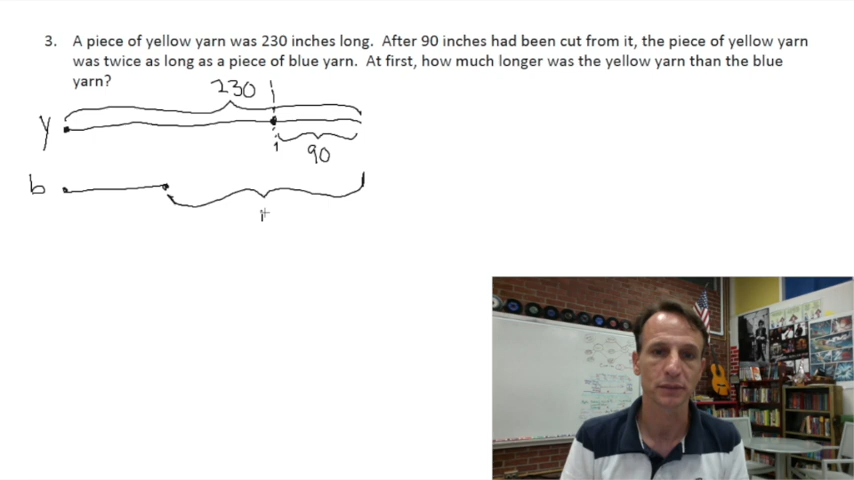 3. A piece of yellow yarn was 230 inches long. After 90 inches had been cut from it, the piece of yellow yarn
was twice as long as a piece of blue yarn. At first, how much longer was the yellow yarn than the blue
yarn?
230
y
90
b